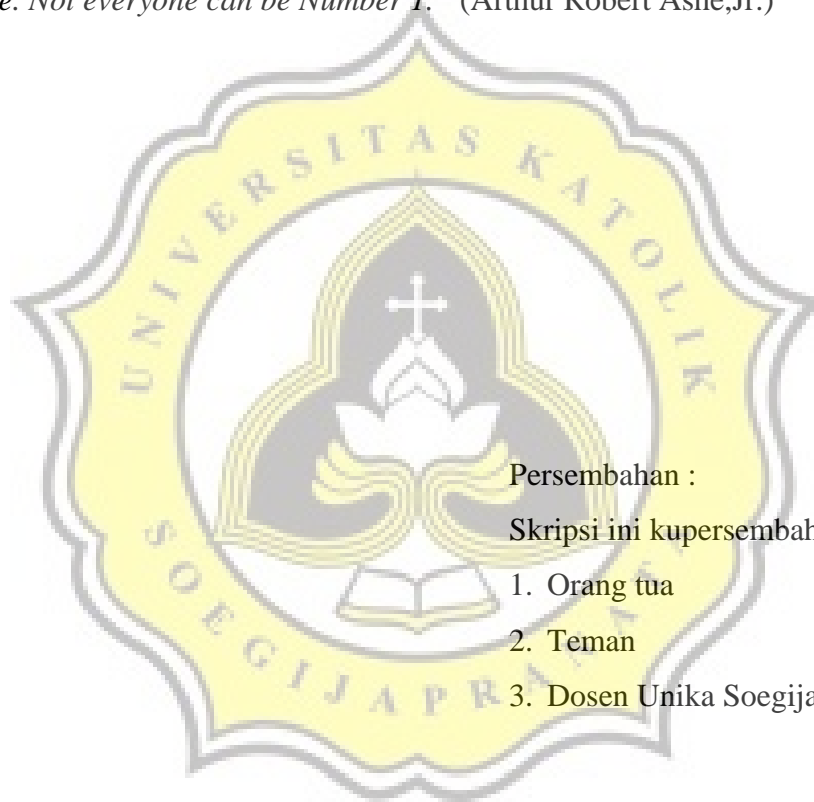 e. Not everyone can be Number 1." (Arthur Robert Ashe,Jr.)
UNIVERSITAS KATOLIK
Persembahan :
Skripsi ini kupersembah
1. Orang tua
2. Teman
3. Dosen Unika Soegija
SOEGIJAPRANATA